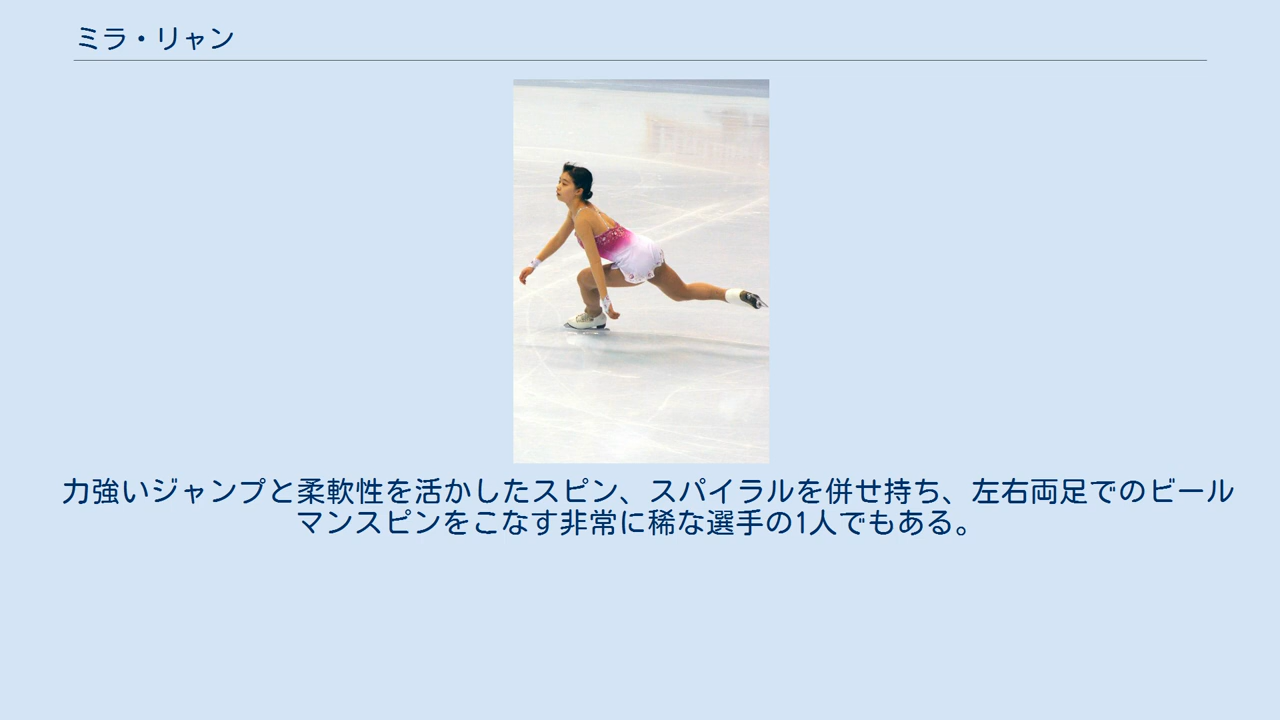 ミラ・リャン
力強いジャンプと柔軟性を活かしたスピン、スパイラルを併せ持ち、左右両足でのビール
マンスピンをこなす非常に稀な選手の1人でもある。